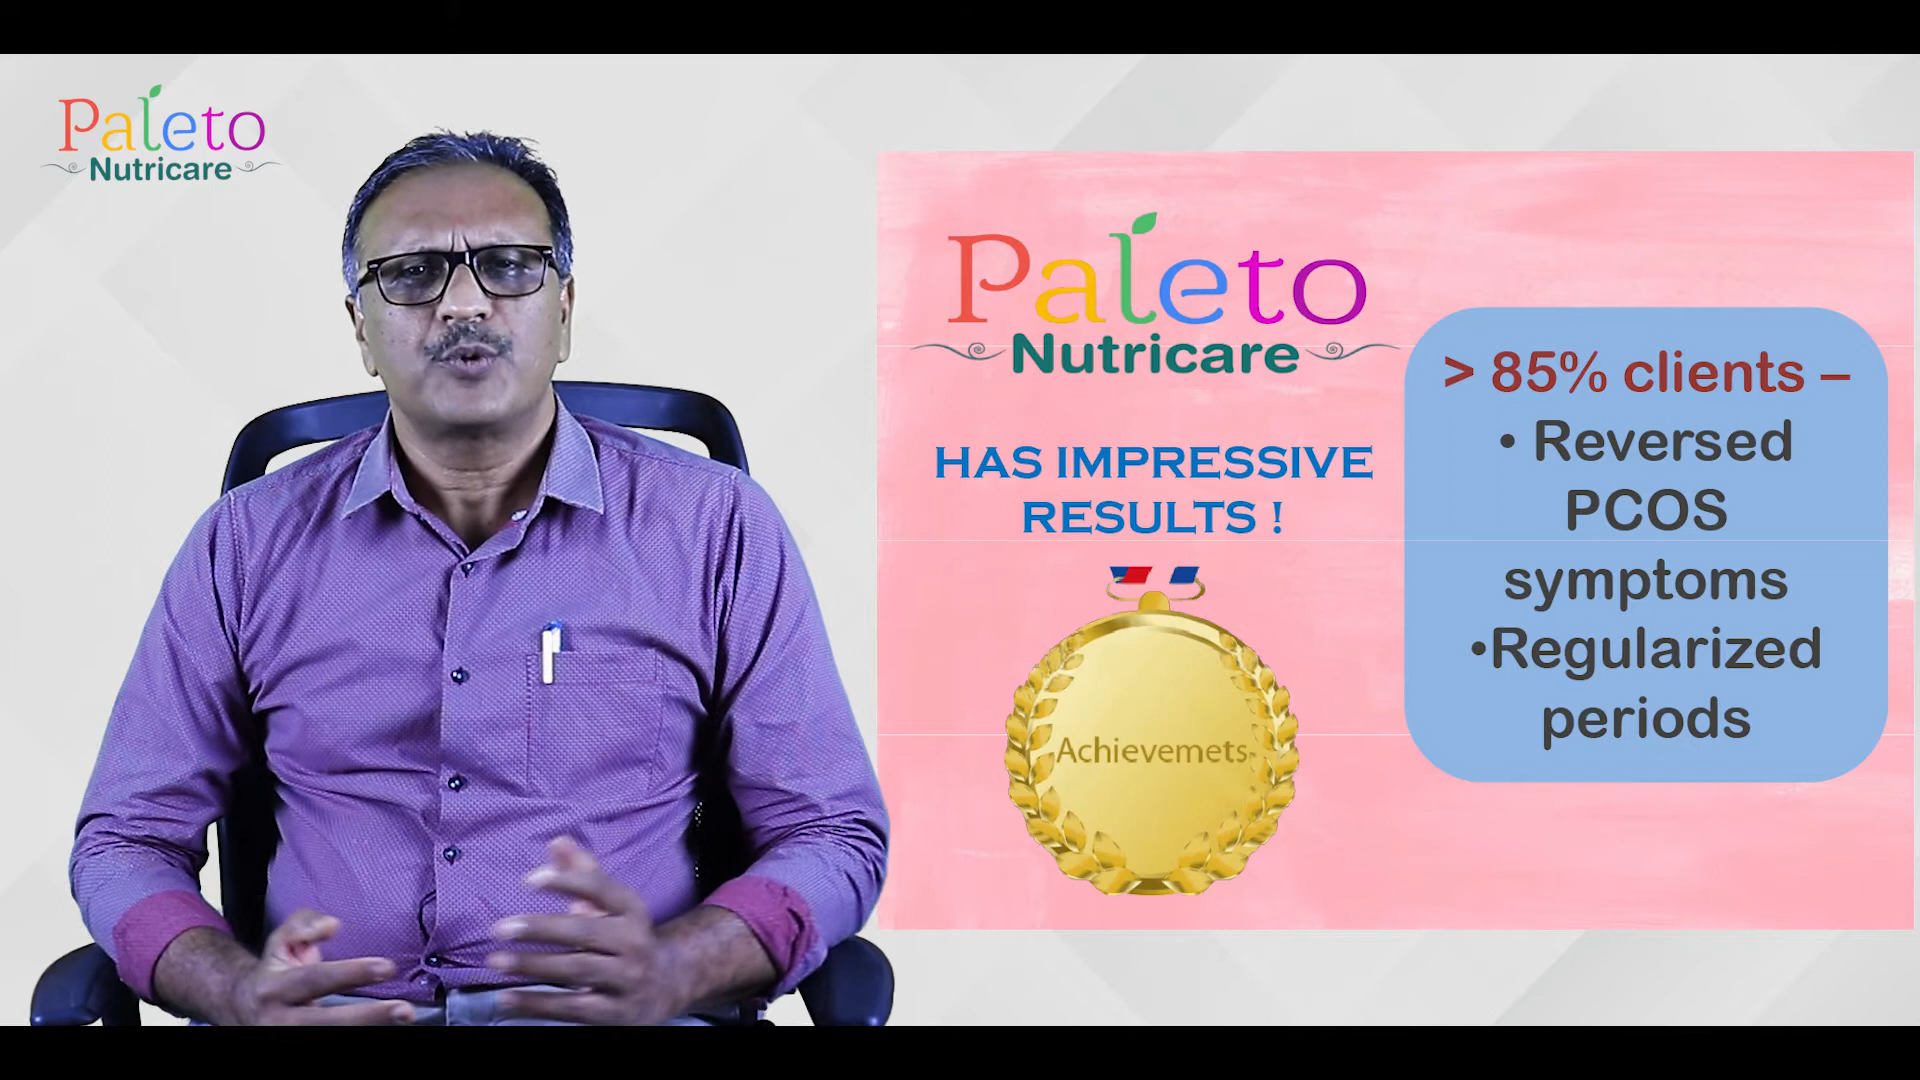 Paleto
Nutricare
Paleto
Nutricare
HAS IMPRESSIVE
RESULTS !
Achievemets
> 85% clients –
• Reversed
PCOS
symptoms
•Regularized
periods